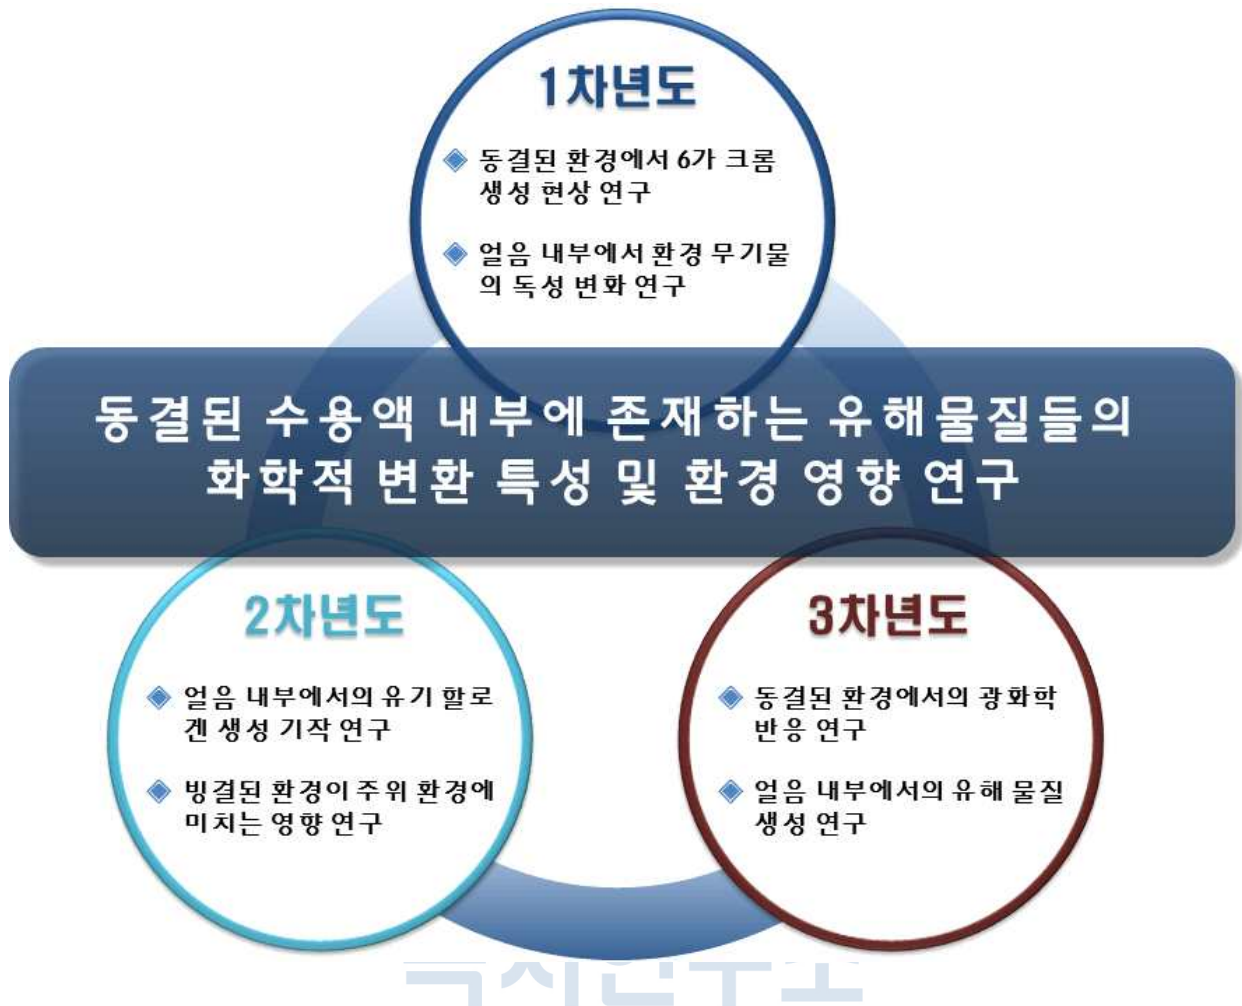 1차년도
동결된 환경에서 6가 크롬
생성 현상 연구
얼음 내부에서 환경 무기물
의 독성 변화 연구
동결된 수용액 내부에 존재하는 유해물질들의
화학적 변환 특성 및 환경 영향 연구
2차년도
얼음 내부에서의 유기 할로
겐 생성 기작 연구
빙결된 환경이 주위 환경에
미치는 영향 연구
3차년도
동결된 환경에서의 광화학
반응 연구
얼음 내부에서의 유해 물질
생성 연구